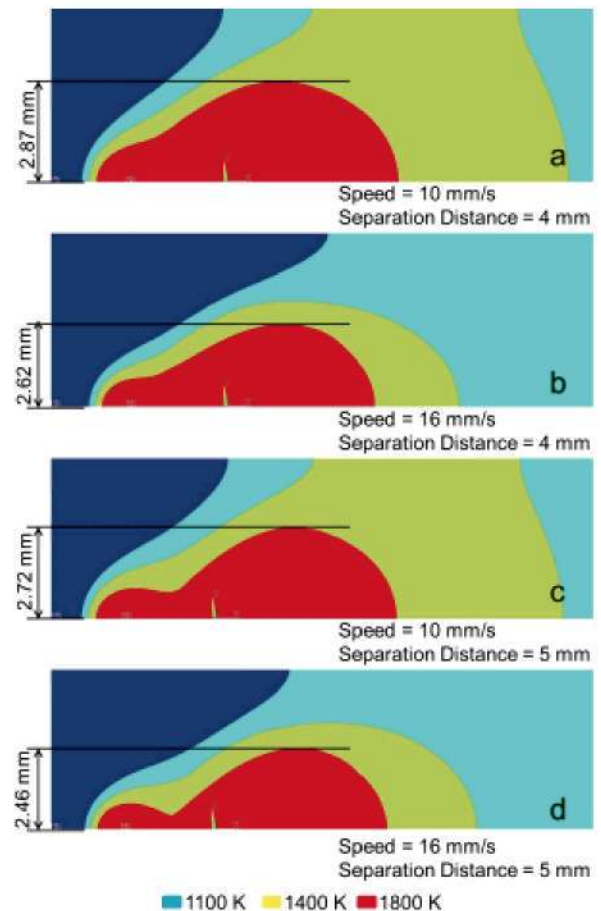 2.87 mm
a
Speed = 10 mm/s
Separation Distance = 4 mm
2.62 mm
b
Speed = 16 mm/s
Separation Distance = 4 mm
2.72 mm
c
Speed = 10 mm/s
Separation Distance = 5 mm
2.46 mm
d
Speed = 16 mm/s
Separation Distance = 5 mm
1100 K 1400 K 1800 K